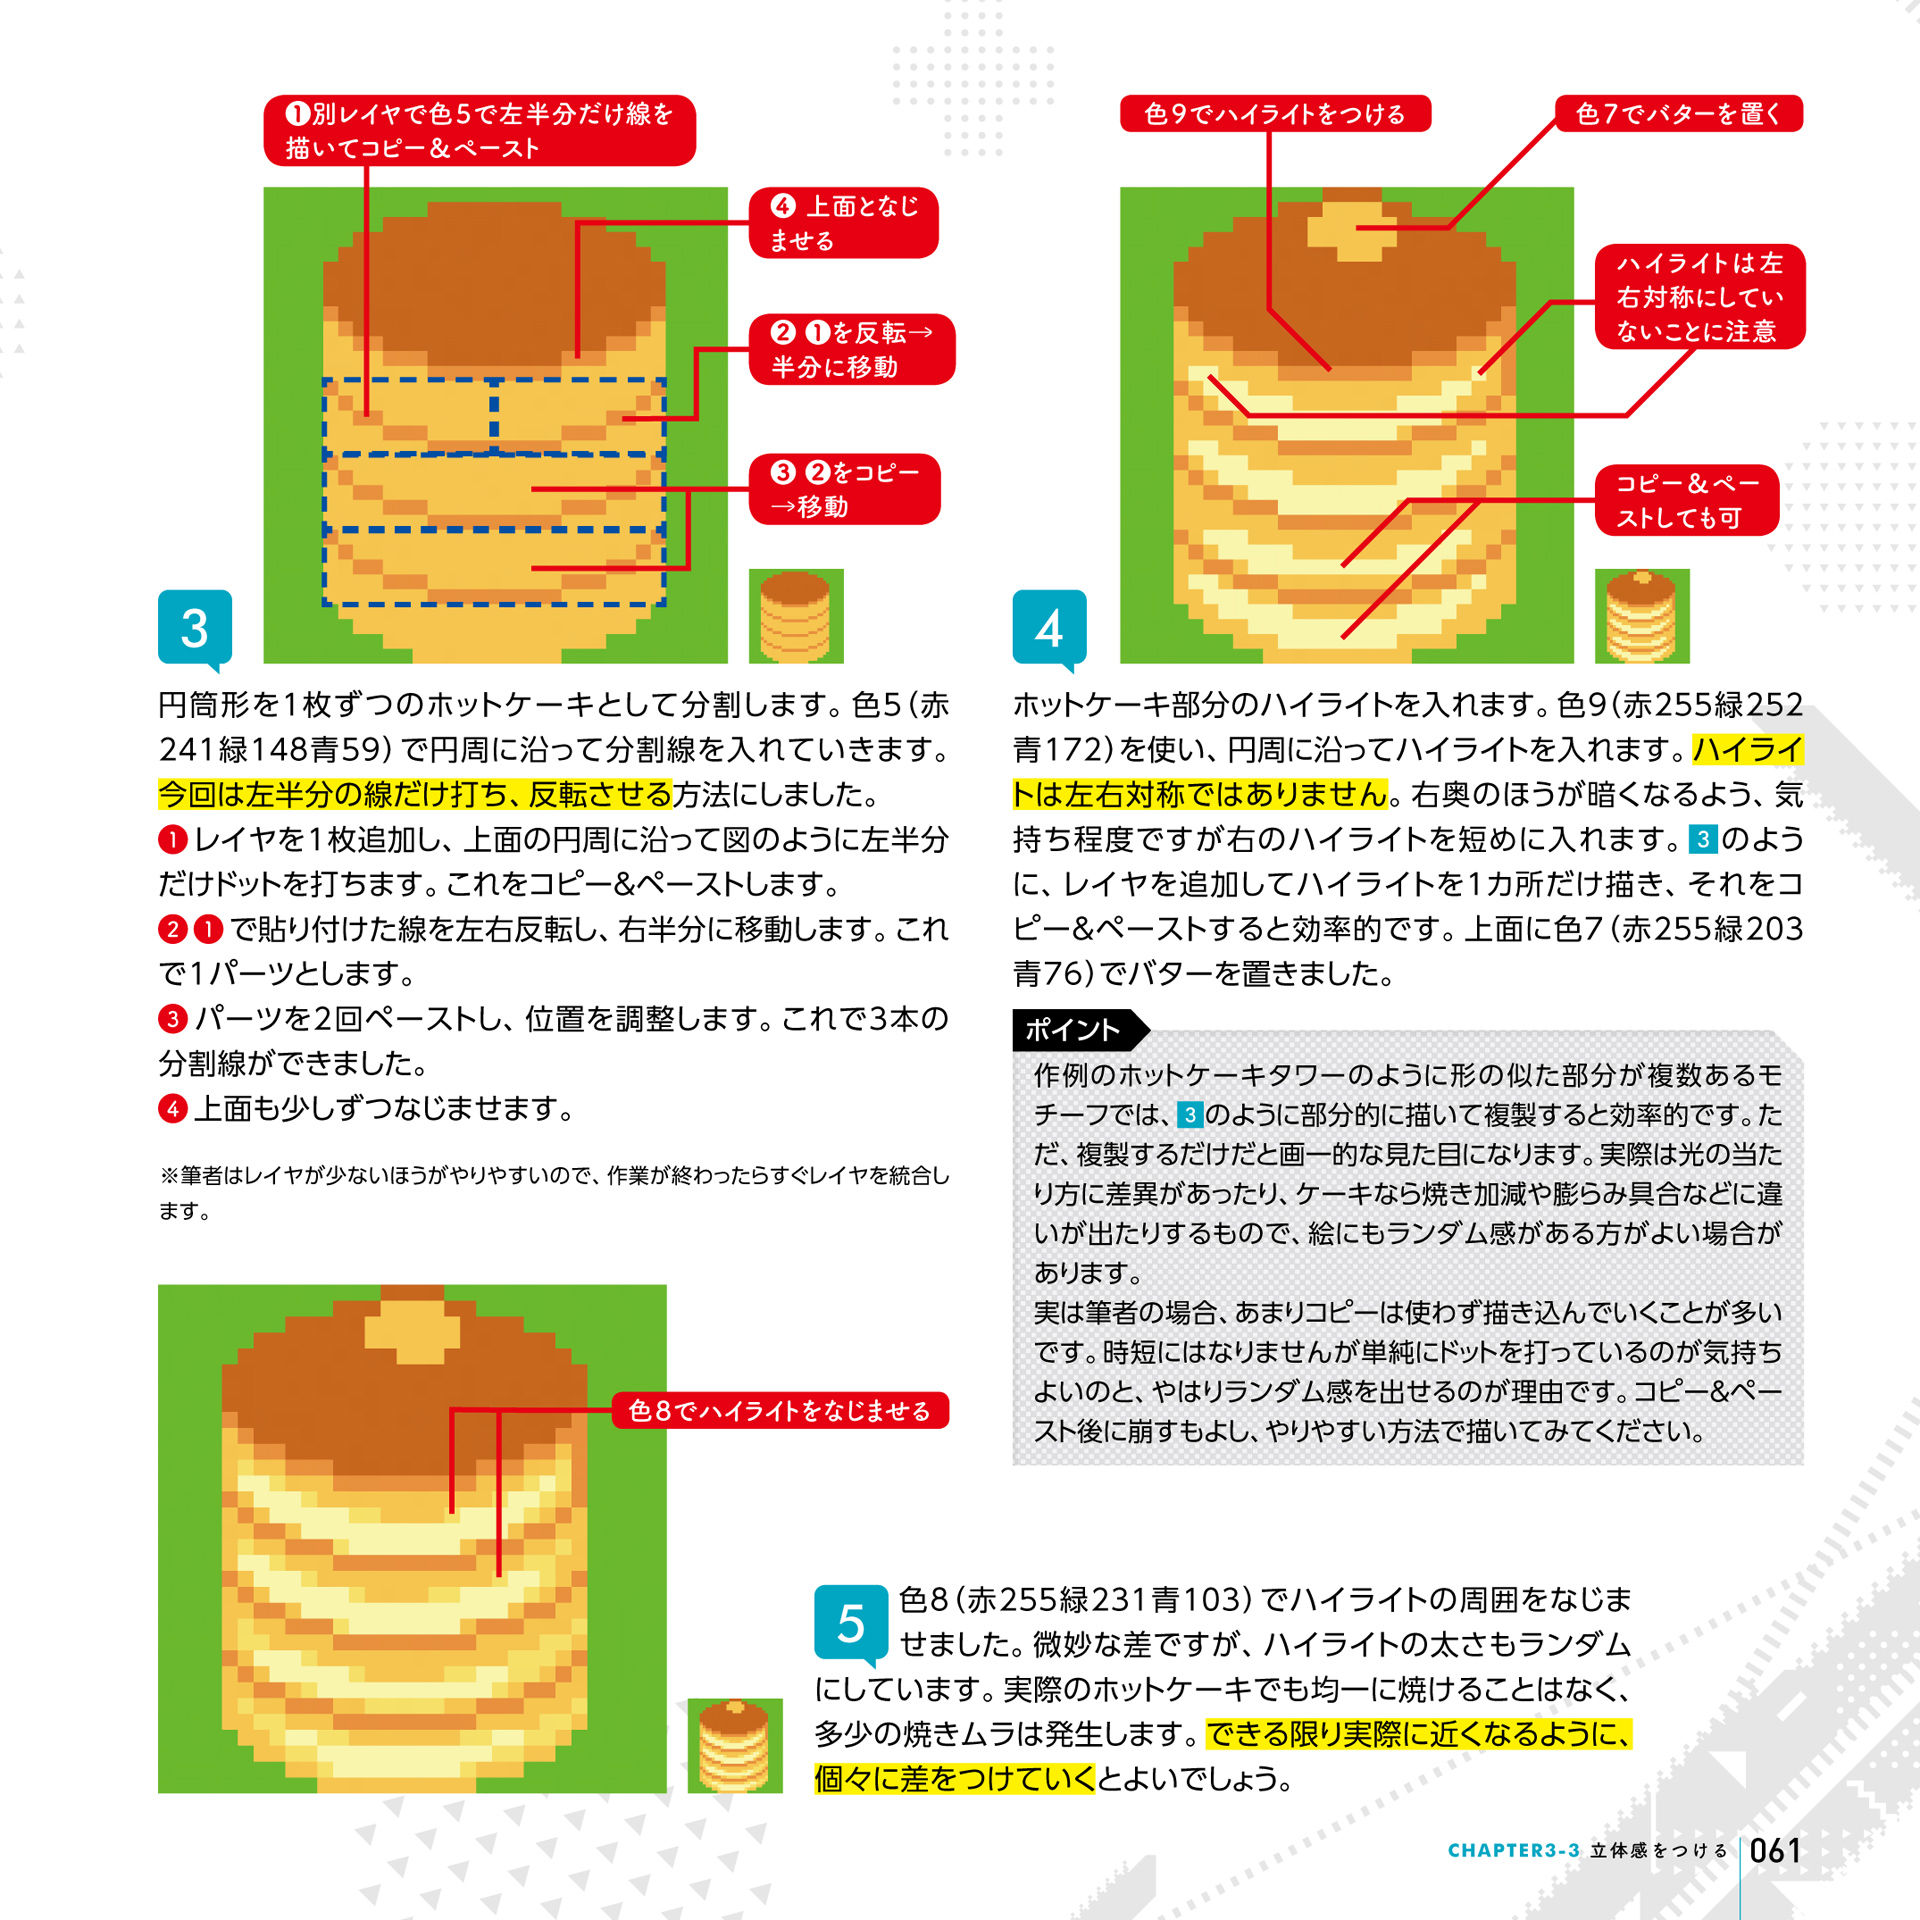 ❶別レイヤで色5で左半分だけ線を
描いてコピー&ペースト
❹ 上面となじ
ませる
❷ ❶を反転→
半分に移動
❸ ❷をコピー
→移動
3
円筒形を1枚ずつのホットケーキとして分割します。色5(赤
241緑148青59)で円周に沿って分割線を入れていきます。
今回は左半分の線だけ打ち、反転させる方法にしました。
❶ レイヤを1枚追加し、上面の円周に沿って図のように左半分
だけドットを打ちます。これをコピー&ペーストします。
❷ ❶ で貼り付けた線を左右反転し、右半分に移動します。これ
で1パーツとします。
❸ パーツを2回ペーストし、位置を調整します。これで3本の
分割線ができました。
❹ 上面も少しずつなじませます。
※筆者はレイヤが少ないほうがやりやすいので、作業が終わったらすぐレイヤを統合し
ます。
色9でハイライトをつける
色7でバターを置く
ハイライトは左
右対称にしてい
ないことに注意
コピー&ペー
ストしても可
4
ホットケーキ部分のハイライトを入れます。色9(赤255緑252
青172)を使い、円周に沿ってハイライトを入れます。ハイライ
トは左右対称ではありません。右奥のほうが暗くなるよう、気
持ち程度ですが右のハイライトを短めに入れます。3のよう
に、レイヤを追加してハイライトを1カ所だけ描き、それをコ
ピー&ペーストすると効率的です。上面に色7(赤255緑203
青76)でバターを置きました。
ポイント
作例のホットケーキタワーのように形の似た部分が複数あるモ
チーフでは、3のように部分的に描いて複製すると効率的です。た
だ、複製するだけだと画一的な見た目になります。実際は光の当た
り方に差異があったり、ケーキなら焼き加減や膨らみ具合などに違
いが出たりするもので、絵にもランダム感がある方がよい場合が
あります。
実は筆者の場合、あまりコピーは使わず描き込んでいくことが多い
です。時短にはなりませんが単純にドットを打っているのが気持ち
よいのと、やはりランダム感を出せるのが理由です。コピー&ペー
スト後に崩すもよし、やりやすい方法で描いてみてください。
色8でハイライトをなじませる
5
色8(赤255緑231青103)でハイライトの周囲をなじま
せました。微妙な差ですが、ハイライトの太さもランダム
にしています。実際のホットケーキでも均一に焼けることはなく、
多少の焼きムラは発生します。できる限り実際に近くなるように、
個々に差をつけていくとよいでしょう。
CHAPTER3-3 立体感をつける 061